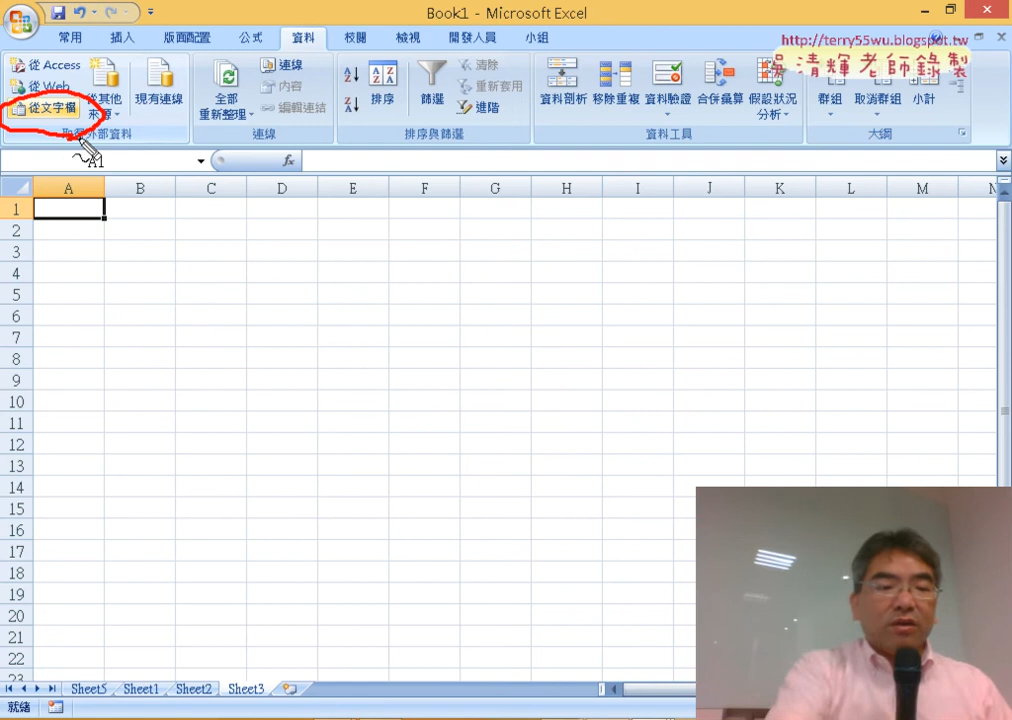 Book1 - Microsoft Excel
常用 插入 版面配置 公式 資料 校閱 檢視 開發人員 小組
http://terry55wu.blogspot.tw
吳清輝老師錄製
從 Access
從 Web
從文字檔
從其他
來源
現有連線
取得外部資料
全部
重新整理
連線
內容
編輯連結
連線
排序
篩選
清除
重新套用
進階
排序與篩選
資料剖析
移除重複
資料驗證
合併彙算
假設狀況
分析
資料工具
群組
取消群組
小計
大綱
A1
fx
A B C D E F G H I J K L M N
1
2
3
4
5
6
7
8
9
10
11
12
13
14
15
16
17
18
19
20
21
22
23
Sheet5 Sheet1 Sheet2 Sheet3
就緒